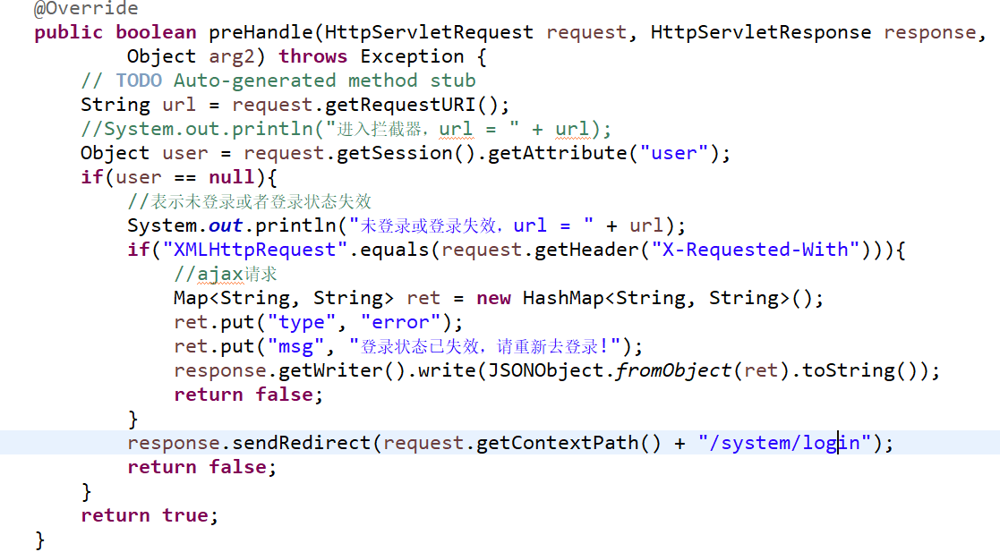 @Override
public boolean preHandle(HttpServletRequest request, HttpServletResponse response,
Object arg2) throws Exception {
// TODO Auto-generated method stub
String url = request.getRequestURI();
//System.out.println("进入拦截器，url = " + url);
Object user = request.getSession().getAttribute("user");
if(user == null){
//表示未登录或者登录状态失效
System.out.println("未登录或登录失效，url = " + url);
if("XMLHttpRequest".equals(request.getHeader("X-Requested-With"))){
//ajax请求
Map<String, String> ret = new HashMap<String, String>();
ret.put("type", "error");
ret.put("msg", "登录状态已失效，请重新去登录!");
response.getWriter().write(JSONObject.fromObject(ret).toString());
return false;
}
response.sendRedirect(request.getContextPath() + "/system/login");
return false;
}
return true;
}